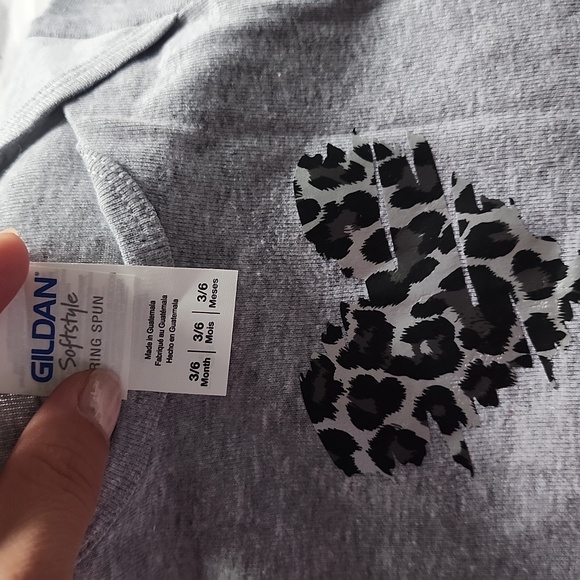 GILDAN®
Softstyle
RING SPUN
Made in Guatemala
Fabriqué au Guatémala
Hecho en Guatemala
3/6 | 3/6 | 3/6
Month | Mois | Meses